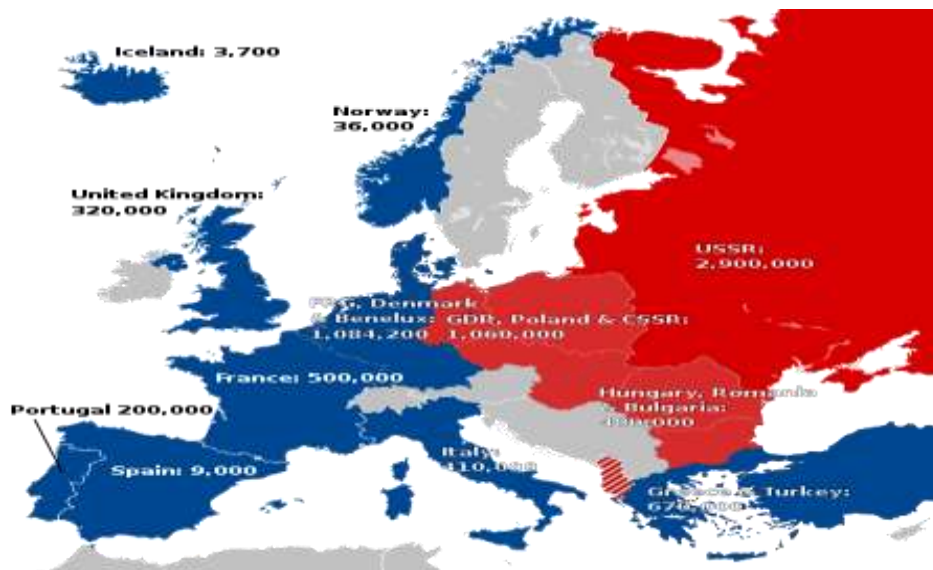 Iceland: 3,700
Norway:
36,000
United Kingdom:
320,000
USSR:
2,900,000
FRG, Denmark
& Benelux:
1,084,200
GDR, Poland & CSSR:
1,060,000
France: 500,000
Hungary, Romania
& Bulgaria:
Portugal 200,000
Italy:
Spain: 9,000
Greece & Turkey: